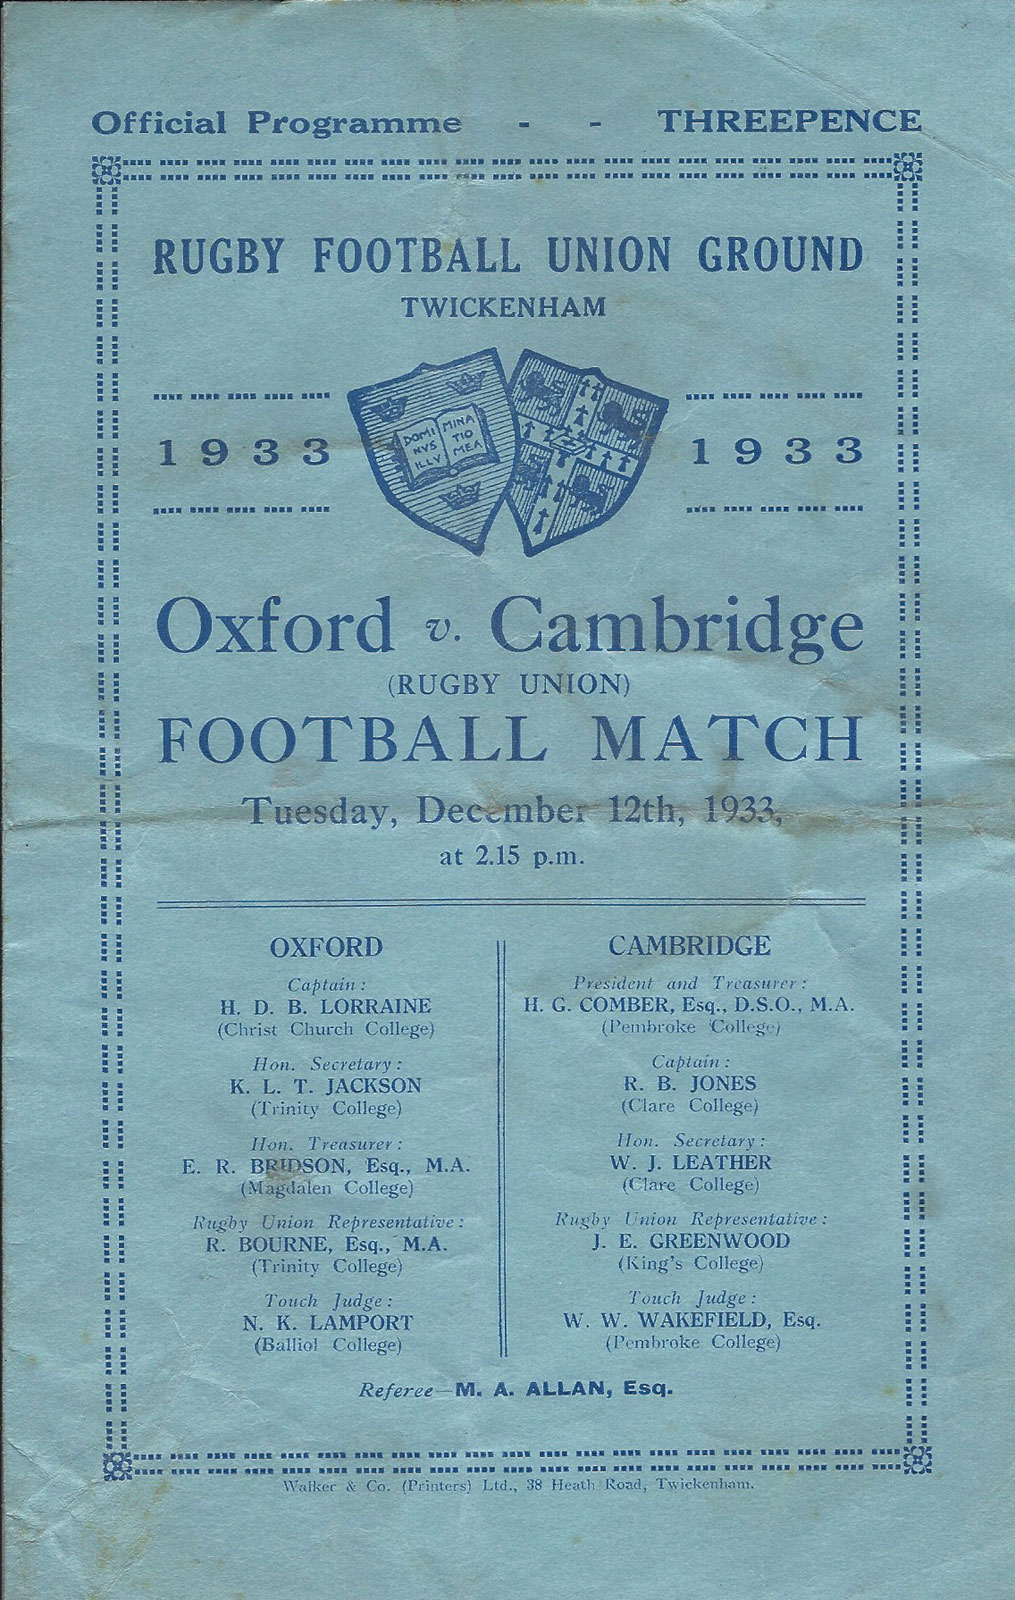 Official Programme - - THREEPENCE
RUGBY FOOTBALL UNION GROUND
TWICKENHAM
DOMI
NVS
ILLV
MINA
TIO
MEA
1933
1933
Oxford v. Cambridge
(RUGBY UNION)
FOOTBALL MATCH
Tuesday, December 12th, 1933,
at 2.15 p.m.
OXFORD
Captain:
H. D. B. LORRAINE
(Christ Church College)
Hon. Secretary:
K. L. T. JACKSON
(Trinity College)
Hon. Treasurer:
E. R. BRIDSON, Esq., M.A.
(Magdalen College)
Rugby Union Representative:
R. BOURNE, Esq., M.A.
(Trinity College)
Touch Judge:
N. K. LAMPORT
(Balliol College)
CAMBRIDGE
President and Treasurer:
H. G. COMBER, Esq., D.S.O., M.A.
(Pembroke College)
Captain:
R. B. JONES
(Clare College)
Hon. Secretary:
W. J. LEATHER
(Clare College)
Rugby Union Representative:
J. E. GREENWOOD
(King's College)
Touch Judge:
W. W. WAKEFIELD, Esq.
(Pembroke College)
Referee—M. A. ALLAN, Esq.
Walker & Co. (Printers) Ltd., 38 Heath Road, Twickenham.